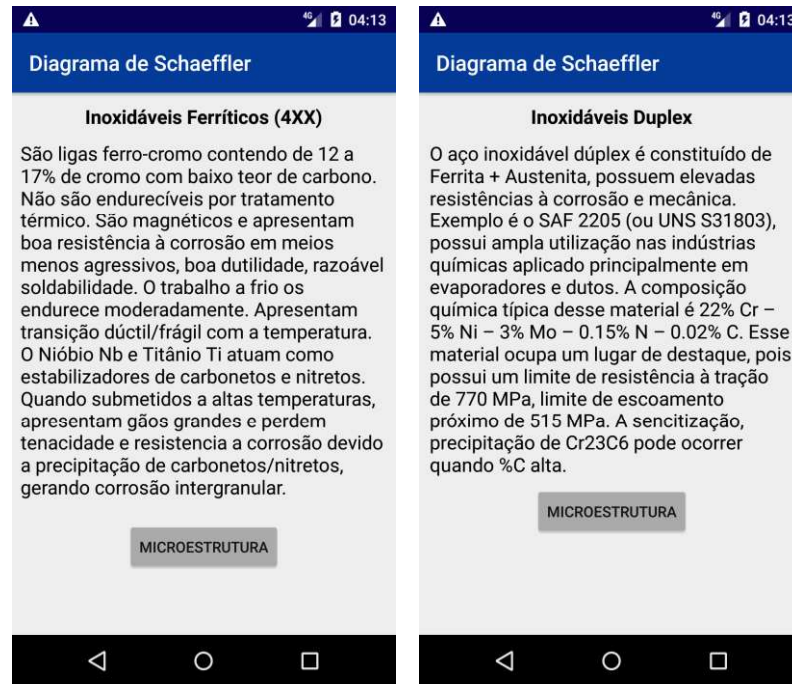 4G 04:13
Diagrama de Schaeffler
Inoxidáveis Ferríticos (4XX)
São ligas ferro-cromo contendo de 12 a
17% de cromo com baixo teor de carbono.
Não são endurecíveis por tratamento
térmico. São magnéticos e apresentam
boa resistência à corrosão em meios
menos agressivos, boa dutilidade, razoável
soldabilidade. O trabalho a frio os
endurece moderadamente. Apresentam
transição dúctil/frágil com a temperatura.
O Nióbio Nb e Titânio Ti atuam como
estabilizadores de carbonetos e nitretos.
Quando submetidos a altas temperaturas,
apresentam gãos grandes e perdem
tenacidade e resistencia a corrosão devido
a precipitação de carbonetos/nitretos,
gerando corrosão intergranular.
MICROESTRUTURA
4G 04:13
Diagrama de Schaeffler
Inoxidáveis Duplex
O aço inoxidável dúplex é constituído de
Ferrita + Austenita, possuem elevadas
resistências à corrosão e mecânica.
Exemplo é o SAF 2205 (ou UNS S31803),
possui ampla utilização nas indústrias
químicas aplicado principalmente em
evaporadores e dutos. A composição
química típica desse material é 22% Cr –
5% Ni – 3% Mo – 0.15% N – 0.02% C. Esse
material ocupa um lugar de destaque, pois
possui um limite de resistência à tração
de 770 MPa, limite de escoamento
próximo de 515 MPa. A sencitização,
precipitação de Cr23C6 pode ocorrer
quando %C alta.
MICROESTRUTURA